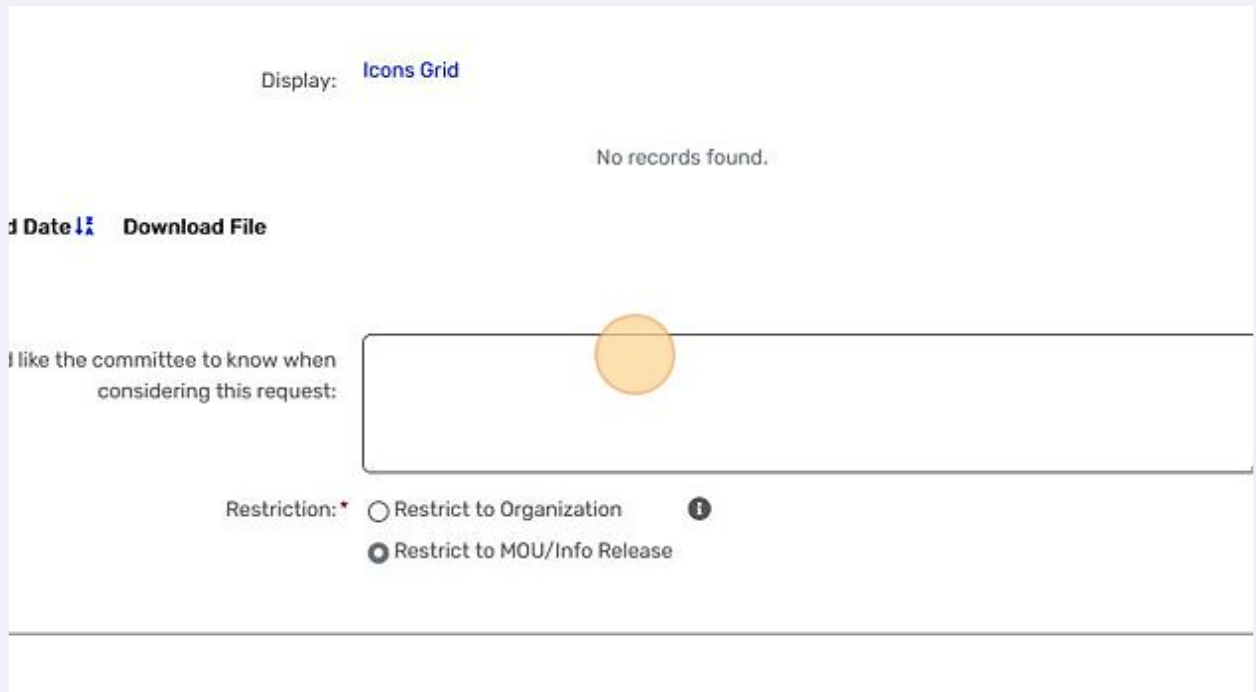 Display: Icons Grid
No records found.
d Date Download File
like the committee to know when
considering this request:
Restriction:* Restrict to Organization
Restrict to MOU/Info Release